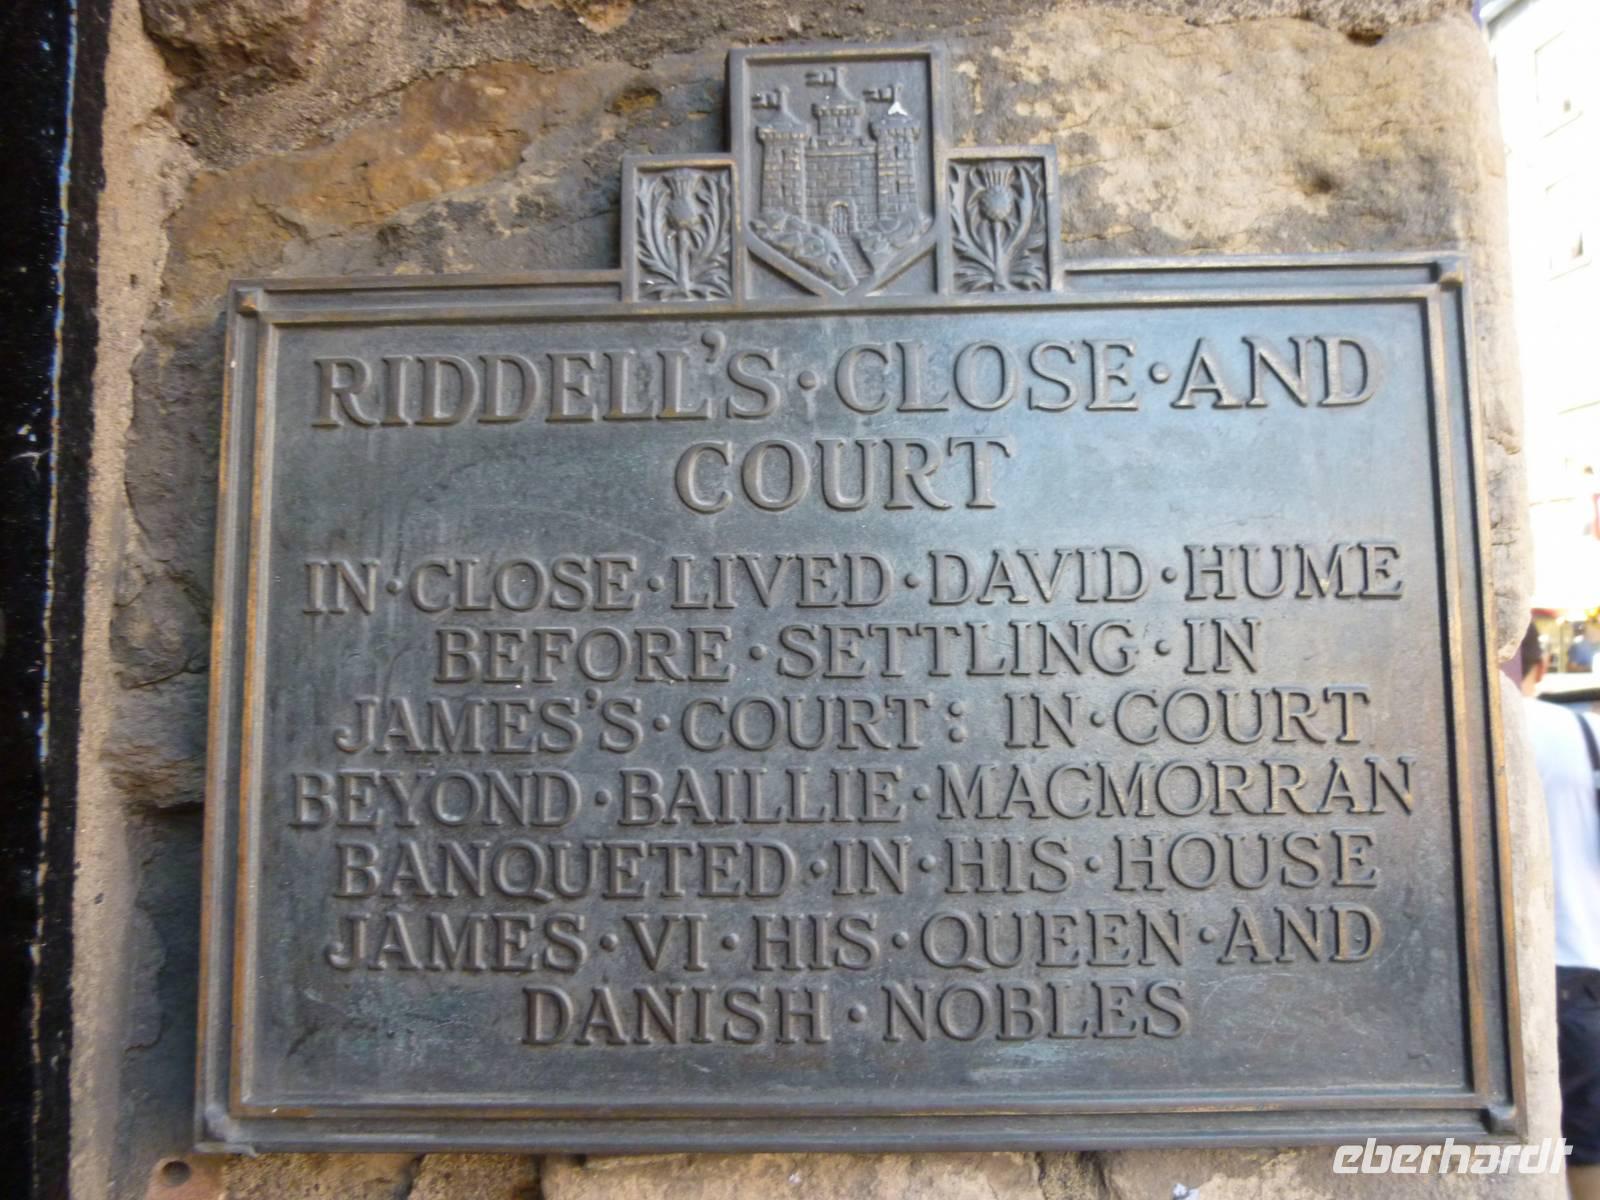 RIDDELL'S · CLOSE · AND
COURT
IN · CLOSE · LIVED · DAVID · HUME
BEFORE · SETTLING · IN
JAMES'S · COURT : IN · COURT
BEYOND · BAILLIE · MACMORRAN
BANQUETED · IN · HIS · HOUSE
JAMES · VI · HIS · QUEEN · AND
DANISH · NOBLES
eberhardt